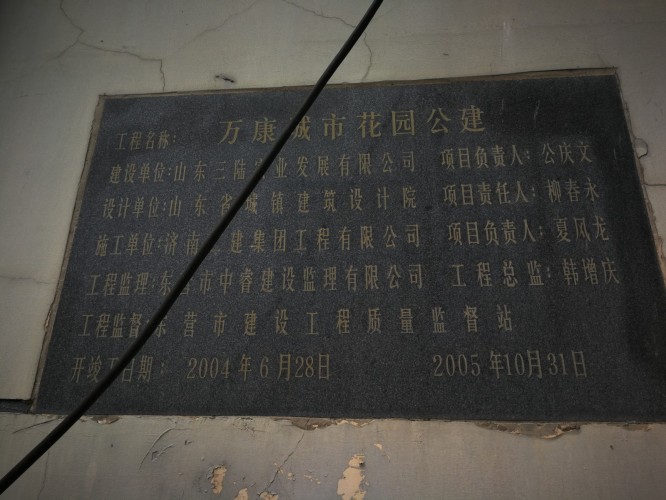 工程名称: 万康城市花园公建
建设单位:山东三陆实业发展有限公司 项目负责人:公庆文
设计单位:山东省城镇建筑设计院 项目责任人:柳春永
施工单位:济南建集团工程有限公司 项目负责人:夏风龙
工程监理:东营市中睿建设监理有限公司 工程总监:韩增庆
工程监督:东营市建设工程质量监督站
开竣工日期: 2004年6月28日 2005年10月31日